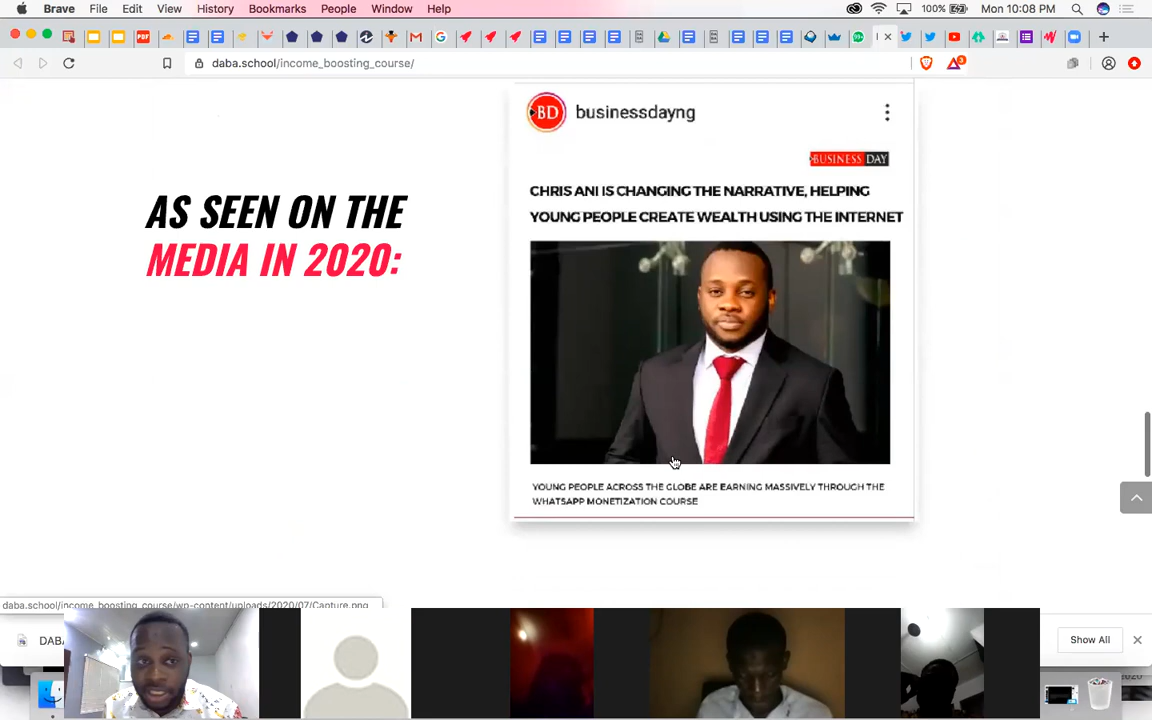 Brave File Edit View History Bookmarks People Window Help 100% Mon 10:08 PM
daba.school/income_boosting_course/
BD businessdayng
BUSINESS DAY
CHRIS ANI IS CHANGING THE NARRATIVE, HELPING
YOUNG PEOPLE CREATE WEALTH USING THE INTERNET
AS SEEN ON THE
MEDIA IN 2020:
YOUNG PEOPLE ACROSS THE GLOBE ARE EARNING MASSIVELY THROUGH THE
WHATSAPP MONETIZATION COURSE
daba.school/income_boosting_course/wp-content/uploads/2020/07/Capture.png
DABA
Show All
2020